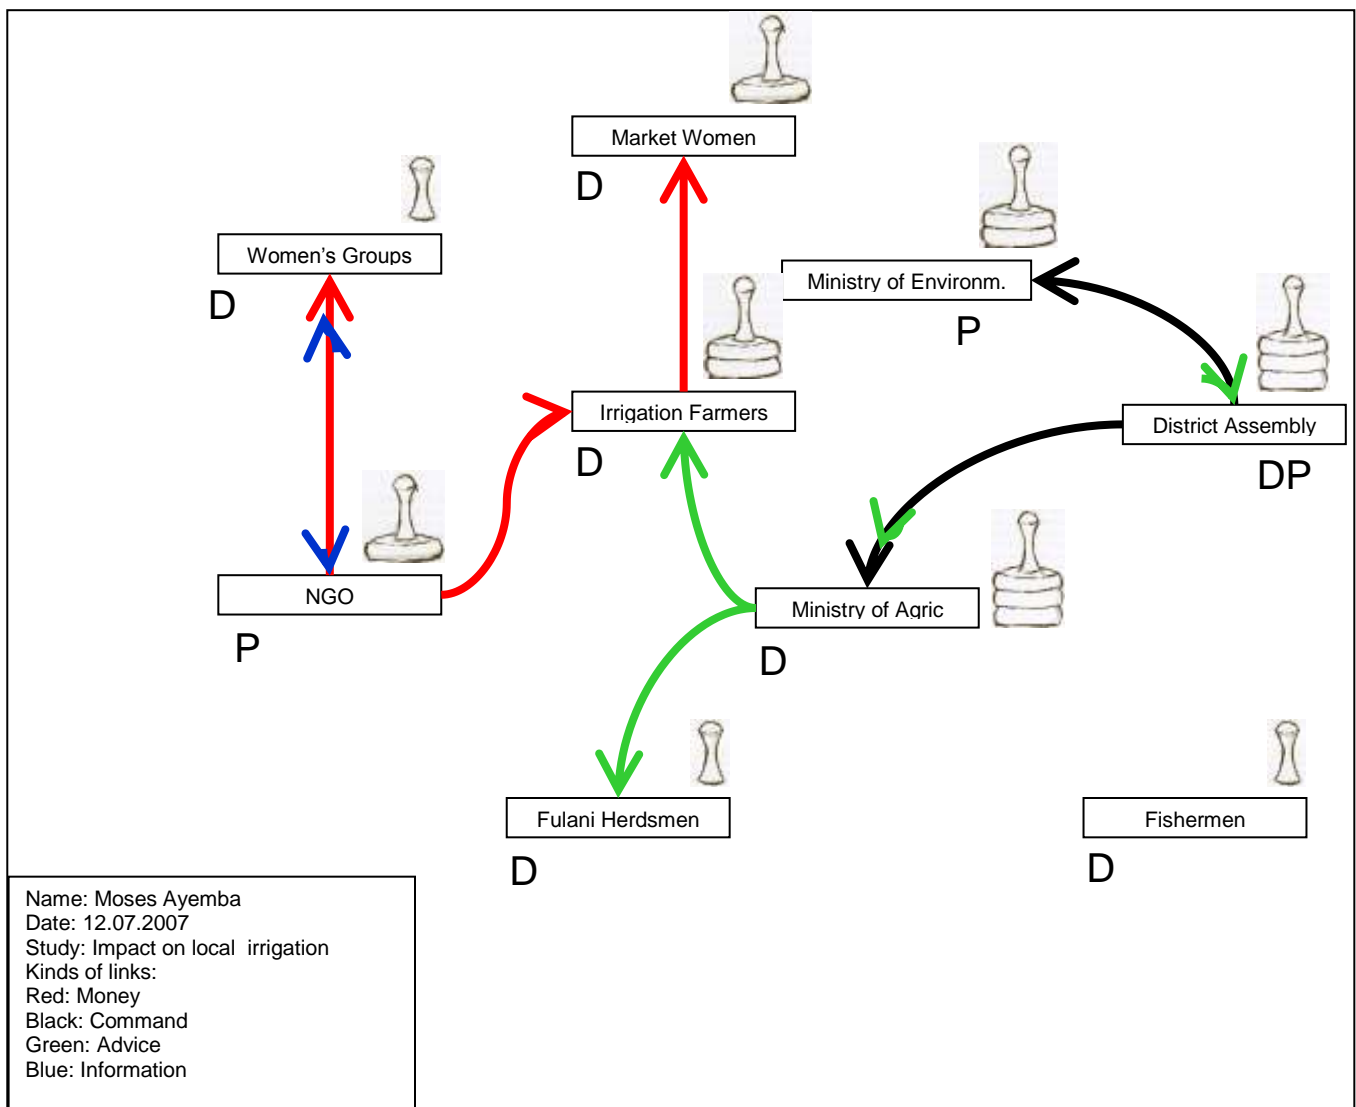 Market Women
D
Women's Groups
D
Ministry of Environm.
P
Irrigation Farmers
D
District Assembly
DP
NGO
P
Ministry of Agric
D
Fulani Herdsmen
D
Fishermen
D
Name: Moses Ayemba
Date: 12.07.2007
Study: Impact on local irrigation
Kinds of links:
Red: Money
Black: Command
Green: Advice
Blue: Information